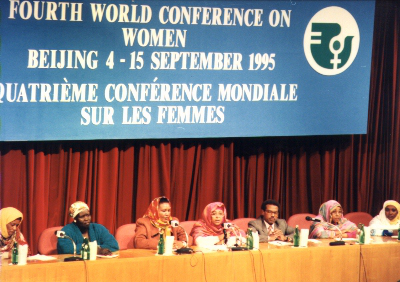 FOURTH WORLD CONFERENCE ON
WOMEN
BEIJING 4 - 15 SEPTEMBER 1995
QUATRIÈME CONFÉRENCE MONDIALE
SUR LES FEMMES